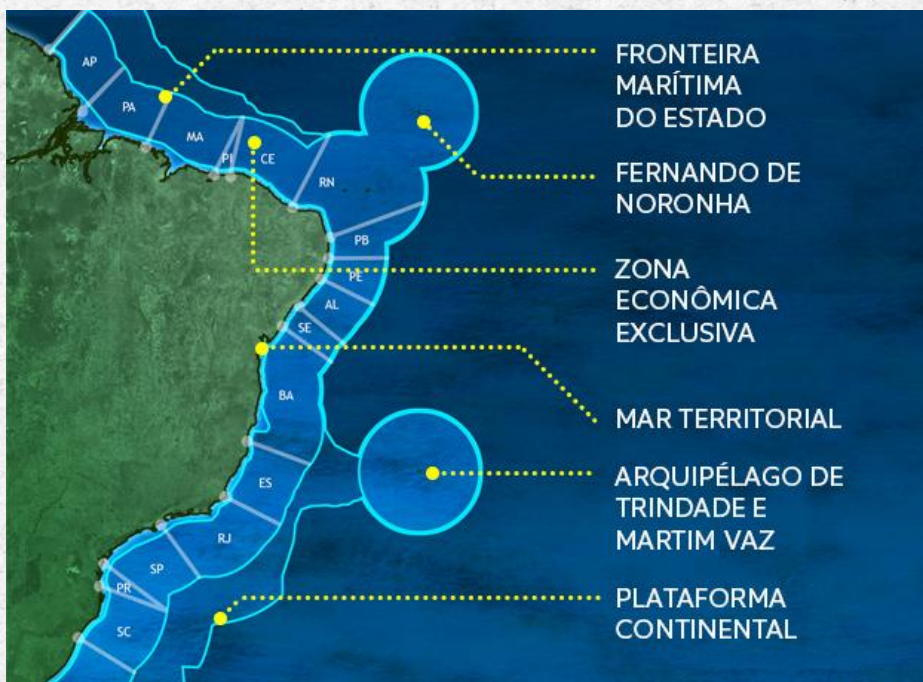 AP
PA
MA
PI
CE
RN
PB
PE
AL
SE
BA
ES
RJ
SP
PR
SC
FRONTEIRA
MARÍTIMA
DO ESTADO
FERNANDO DE
NORONHA
ZONA
ECONÔMICA
EXCLUSIVA
MAR TERRITORIAL
ARQUIPÉLAGO DE
TRINDADE E
MARTIM VAZ
PLATAFORMA
CONTINENTAL